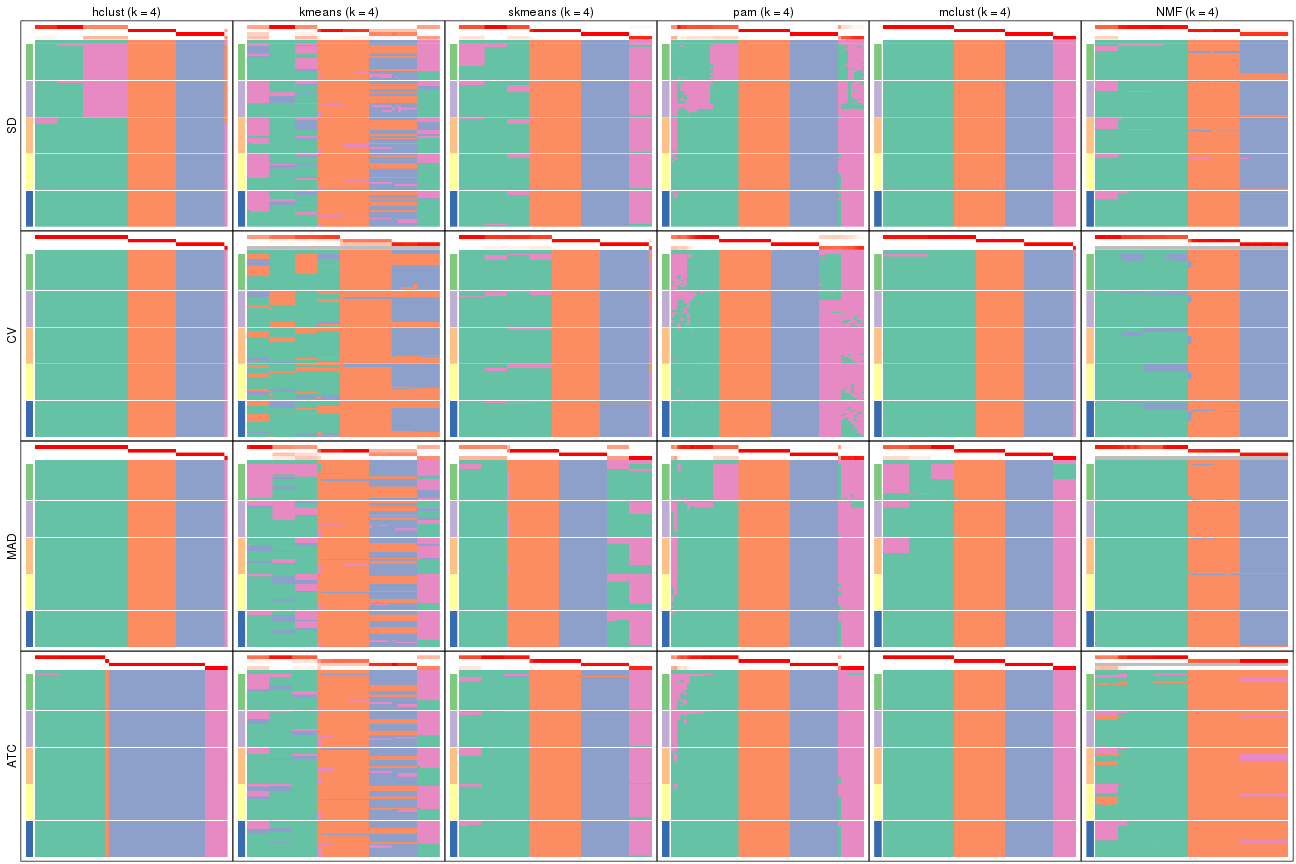 hclust (k = 4)
kmeans (k = 4)
skmeans (k = 4)
pam (k = 4)
mclust (k = 4)
NMF (k = 4)
SD
CV
MAD
ATC